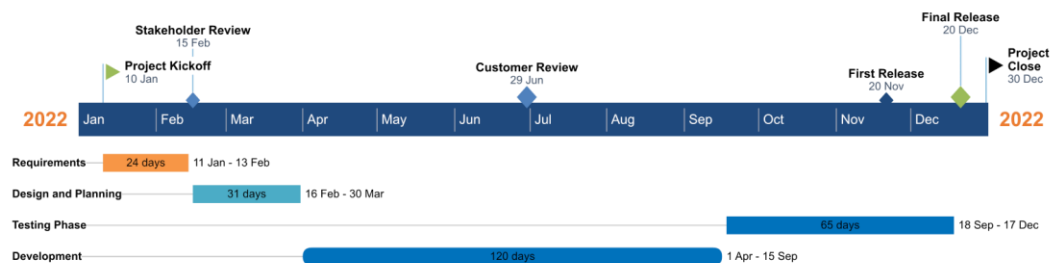 Stakeholder Review
15 Feb
Project Kickoff
10 Jan
Customer Review
29 Jun
First Release
20 Nov
Final Release
20 Dec
Project
Close
30 Dec
2022 Jan Feb Mar Apr May Jun Jul Aug Sep Oct Nov Dec 2022
Requirements 24 days 11 Jan - 13 Feb
Design and Planning 31 days 16 Feb - 30 Mar
Testing Phase 65 days 18 Sep - 17 Dec
Development 120 days 1 Apr - 15 Sep